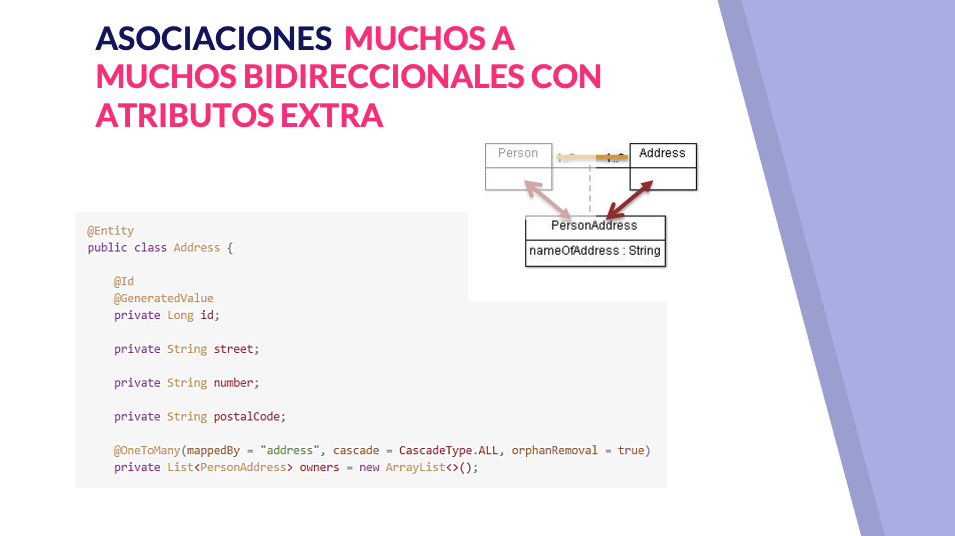 ASOCIACIONES MUCHOS A
MUCHOS BIDIRECCIONALES CON
ATRIBUTOS EXTRA
Person
Address
PersonAddress
nameOfAddress : String
@Entity
public class Address {
@Id
@GeneratedValue
private Long id;
private String street;
private String number;
private String postalCode;
@OneToMany(mappedBy = "address", cascade = CascadeType.ALL, orphanRemoval = true)
private List<PersonAddress> owners = new ArrayList<>();